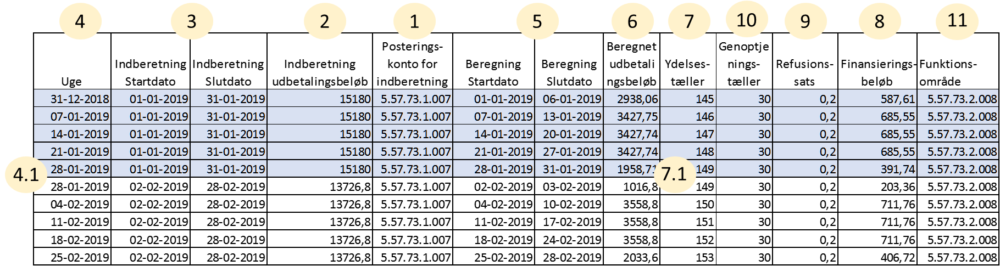 4 3 2 1 5 6 7 10 9 8 11
Uge Indberetning Startdato Indberetning Slutdato Indberetning udbetalingsbeløb Posterings-konto for indberetning Beregning Startdato Beregning Slutdato Beregnet udbetali ngsbeløb Ydelses-tæller Genoptje nings-tæller Refusions-sats Finansierings-beløb Funktions-område
31-12-2018 01-01-2019 31-01-2019 15180 5.57.73.1.007 01-01-2019 06-01-2019 2938,06 145 30 0,2 587,61 5.57.73.2.008
07-01-2019 01-01-2019 31-01-2019 15180 5.57.73.1.007 07-01-2019 13-01-2019 3427,75 146 30 0,2 685,55 5.57.73.2.008
14-01-2019 01-01-2019 31-01-2019 15180 5.57.73.1.007 14-01-2019 20-01-2019 3427,74 147 30 0,2 685,55 5.57.73.2.008
21-01-2019 01-01-2019 31-01-2019 15180 5.57.73.1.007 21-01-2019 27-01-2019 3427,74 148 30 0,2 685,55 5.57.73.2.008
4.1 28-01-2019 01-01-2019 31-01-2019 15180 5.57.73.1.007 28-01-2019 31-01-2019 1958,71 7.1 149 30 0,2 391,74 5.57.73.2.008
28-01-2019 02-02-2019 28-02-2019 13726,8 5.57.73.1.007 02-02-2019 03-02-2019 1016,8 149 30 0,2 203,36 5.57.73.2.008
04-02-2019 02-02-2019 28-02-2019 13726,8 5.57.73.1.007 04-02-2019 10-02-2019 3558,8 150 30 0,2 711,76 5.57.73.2.008
11-02-2019 02-02-2019 28-02-2019 13726,8 5.57.73.1.007 11-02-2019 17-02-2019 3558,8 151 30 0,2 711,76 5.57.73.2.008
18-02-2019 02-02-2019 28-02-2019 13726,8 5.57.73.1.007 18-02-2019 24-02-2019 3558,8 152 30 0,2 711,76 5.57.73.2.008
25-02-2019 02-02-2019 28-02-2019 13726,8 5.57.73.1.007 25-02-2019 28-02-2019 2033,6 153 30 0,2 406,72 5.57.73.2.008